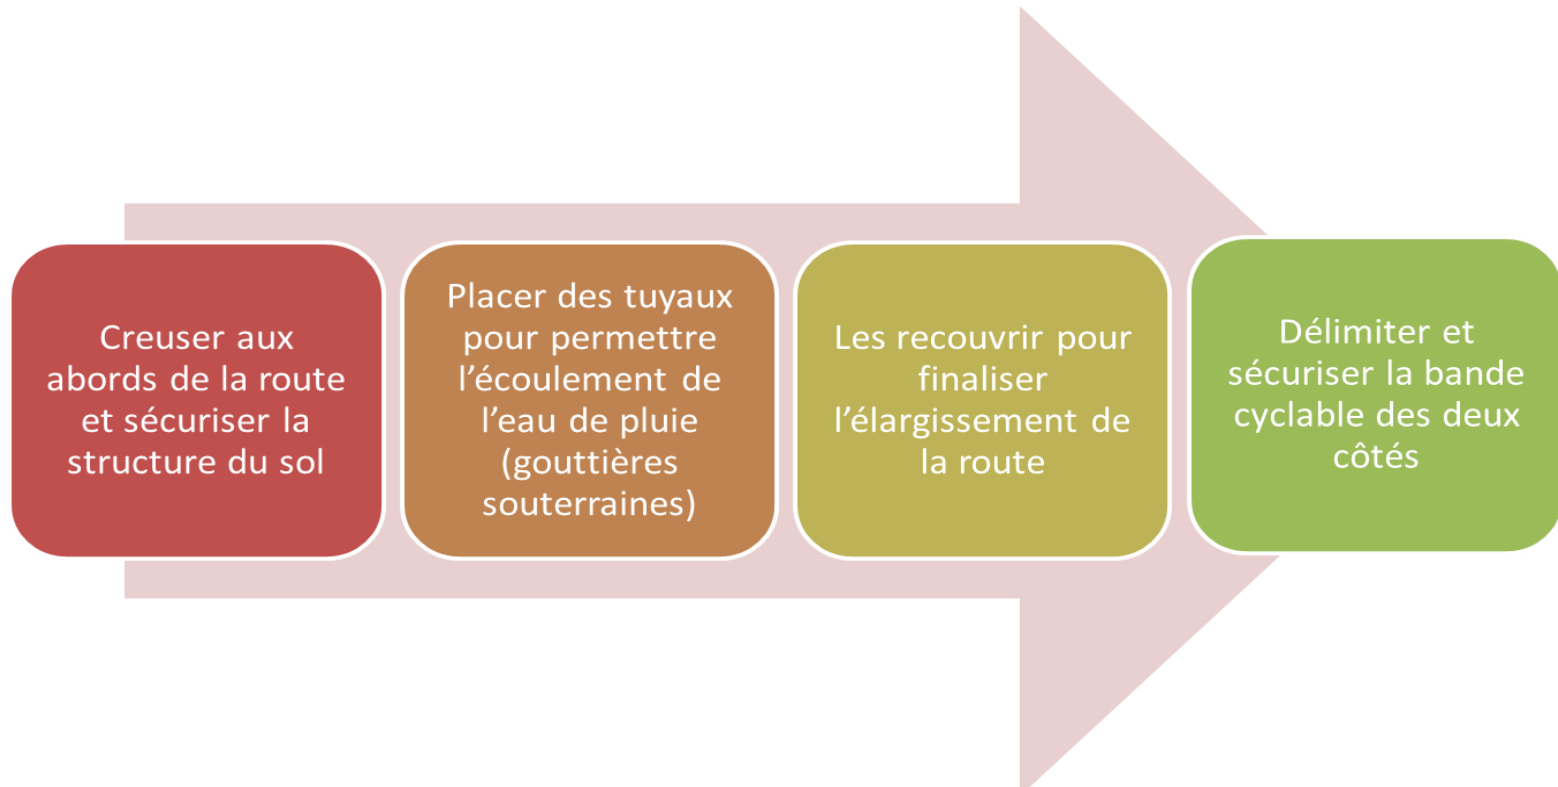 Creuser aux
abords de la route
et sécuriser la
structure du sol
Placer des tuyaux
pour permettre
l’écoulement de
l’eau de pluie
(gouttières
souterraines)
Les recouvrir pour
finaliser
l’élargissement de
la route
Délimiter et
sécuriser la bande
cyclable des deux
côtés